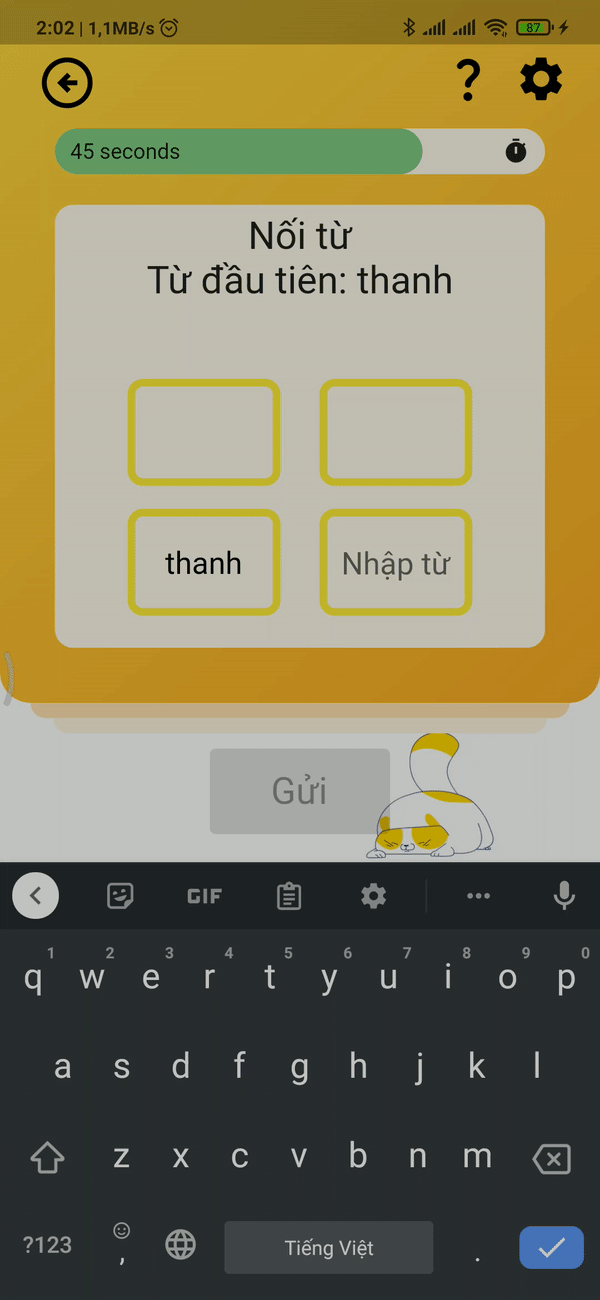 2:02 | 1,1MB/s 87
45 seconds
Nối từ
Từ đầu tiên: thanh
thanh Nhập từ
Gửi
GIF
1 2 3 4 5 6 7 8 9 0
q w e r t y u i o p
a s d f g h j k l
z x c v b n m
?123 , Tiếng Việt .